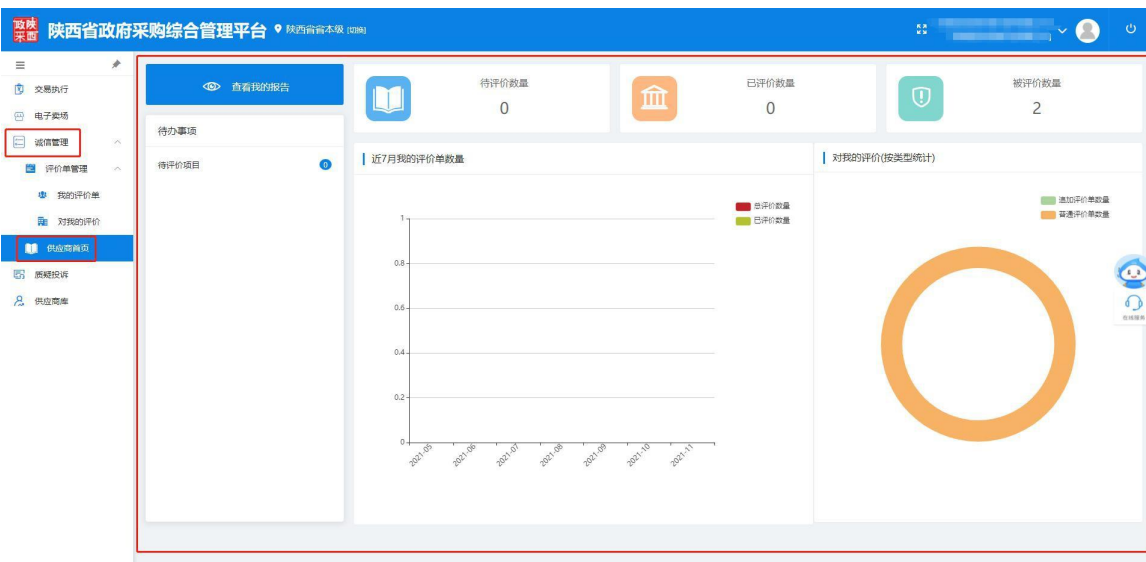 政陕
采西
陕西省政府采购综合管理平台
陕西省省本级 [切换]
交易执行
电子卖场
诚信管理
评价单管理
我的评价单
对我的评价
供应商首页
质疑投诉
供应商库
查看我的报告
待办事项
待评价项目
0
待评价数量
0
已评价数量
0
被评价数量
2
近7月我的评价单数量
总评价数量
已评价数量
1
0.8
0.6
0.4
0.2
0
2021-05
2021-06
2021-07
2021-08
2021-09
2021-10
2021-11
对我的评价(按类型统计)
追加评价单数量
普通评价单数量
在线服务